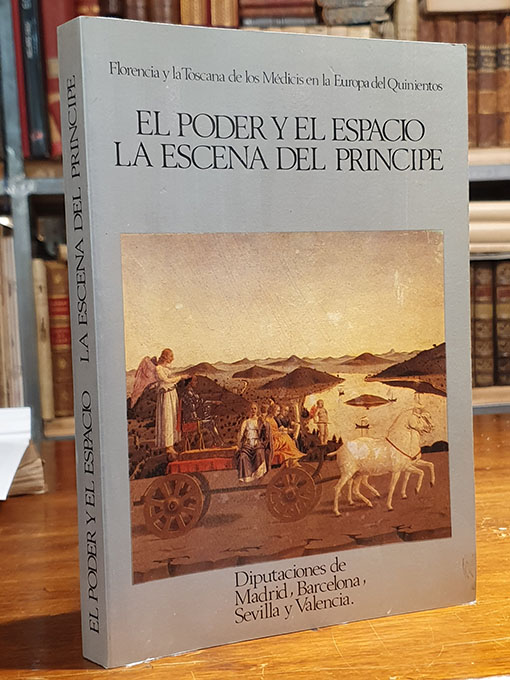 Florencia y la Toscana de los Médicis en la Europa del Quinientos
EL PODER Y EL ESPACIO
LA ESCENA DEL PRINCIPE
Diputaciones de
Madrid, Barcelona,
Sevilla y Valencia.
EL PODER Y EL ESPACIO LA ESCENA DEL PRINCIPE